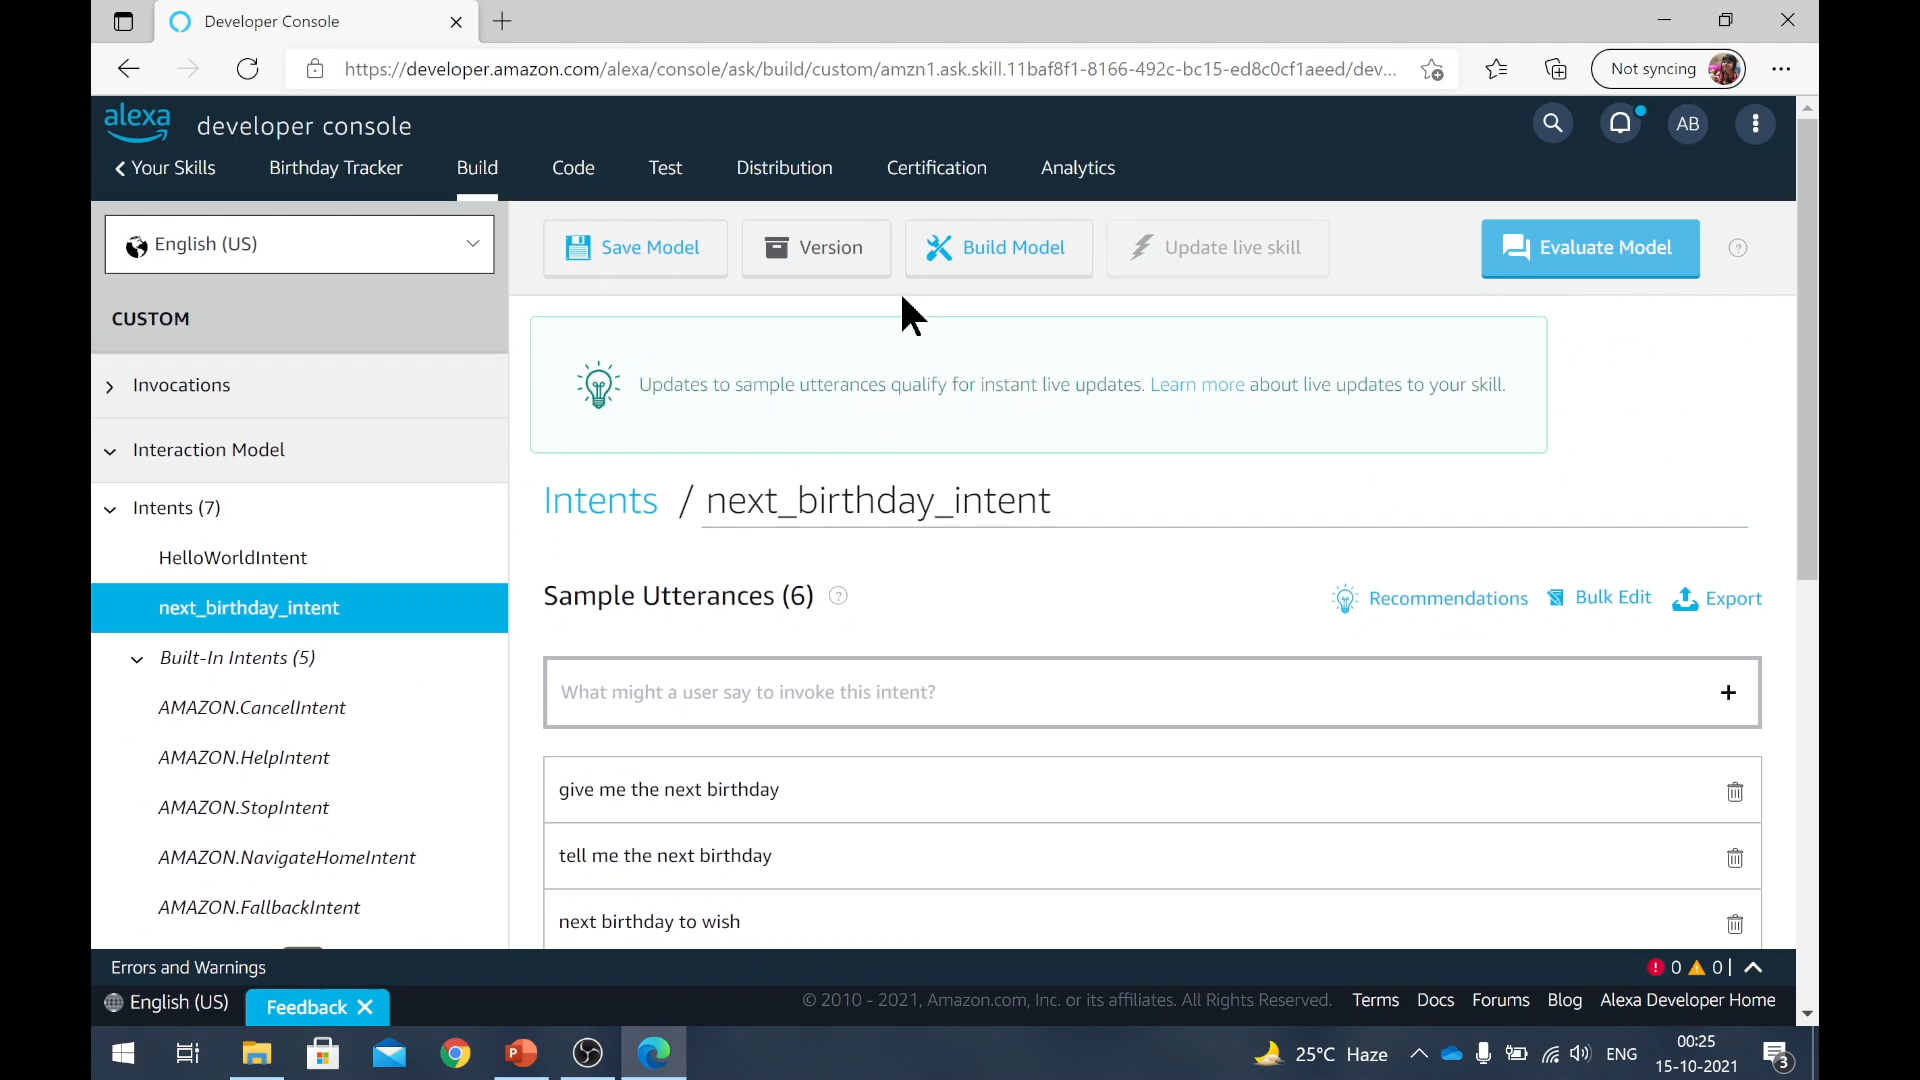 Developer Console
https://developer.amazon.com/alexa/console/ask/build/custom/amzn1.ask.skill.11baf8f1-8166-492c-bc15-ed8c0cf1aeed/dev...
Not syncing
alexa developer console
AB
Your Skills Birthday Tracker Build Code Test Distribution Certification Analytics
English (US)
Save Model Version Build Model Update live skill Evaluate Model ?
CUSTOM
Updates to sample utterances qualify for instant live updates. Learn more about live updates to your skill.
Invocations
Interaction Model
Intents (7)
HelloWorldIntent
next_birthday_intent
Built-In Intents (5)
AMAZON.CancelIntent
AMAZON.HelpIntent
AMAZON.StopIntent
AMAZON.NavigateHomeIntent
AMAZON.FallbackIntent
Intents / next_birthday_intent
Sample Utterances (6) ? Recommendations Bulk Edit Export
What might a user say to invoke this intent? +
give me the next birthday
tell me the next birthday
next birthday to wish
Errors and Warnings ! 0 0 |
English (US) Feedback
© 2010 - 2021, Amazon.com, Inc. or its affiliates. All Rights Reserved. Terms Docs Forums Blog Alexa Developer Home
25°C Haze ENG 00:25
15-10-2021
3